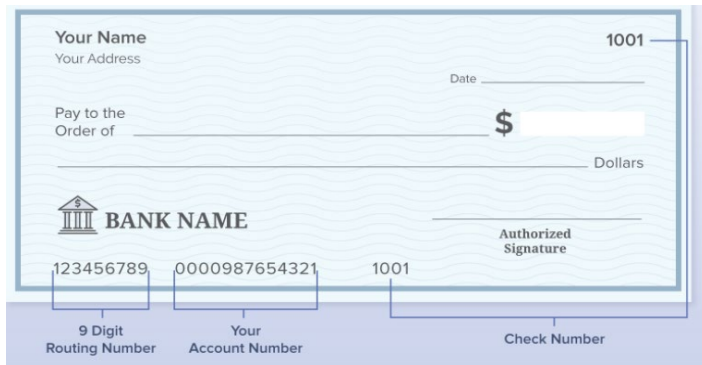 Your Name
1001
Your Address
Date
Pay to the
Order of
$
Dollars
$
BANK NAME
Authorized
Signature
123456789 0000987654321 1001
9 Digit
Routing Number
Your
Account Number
Check Number